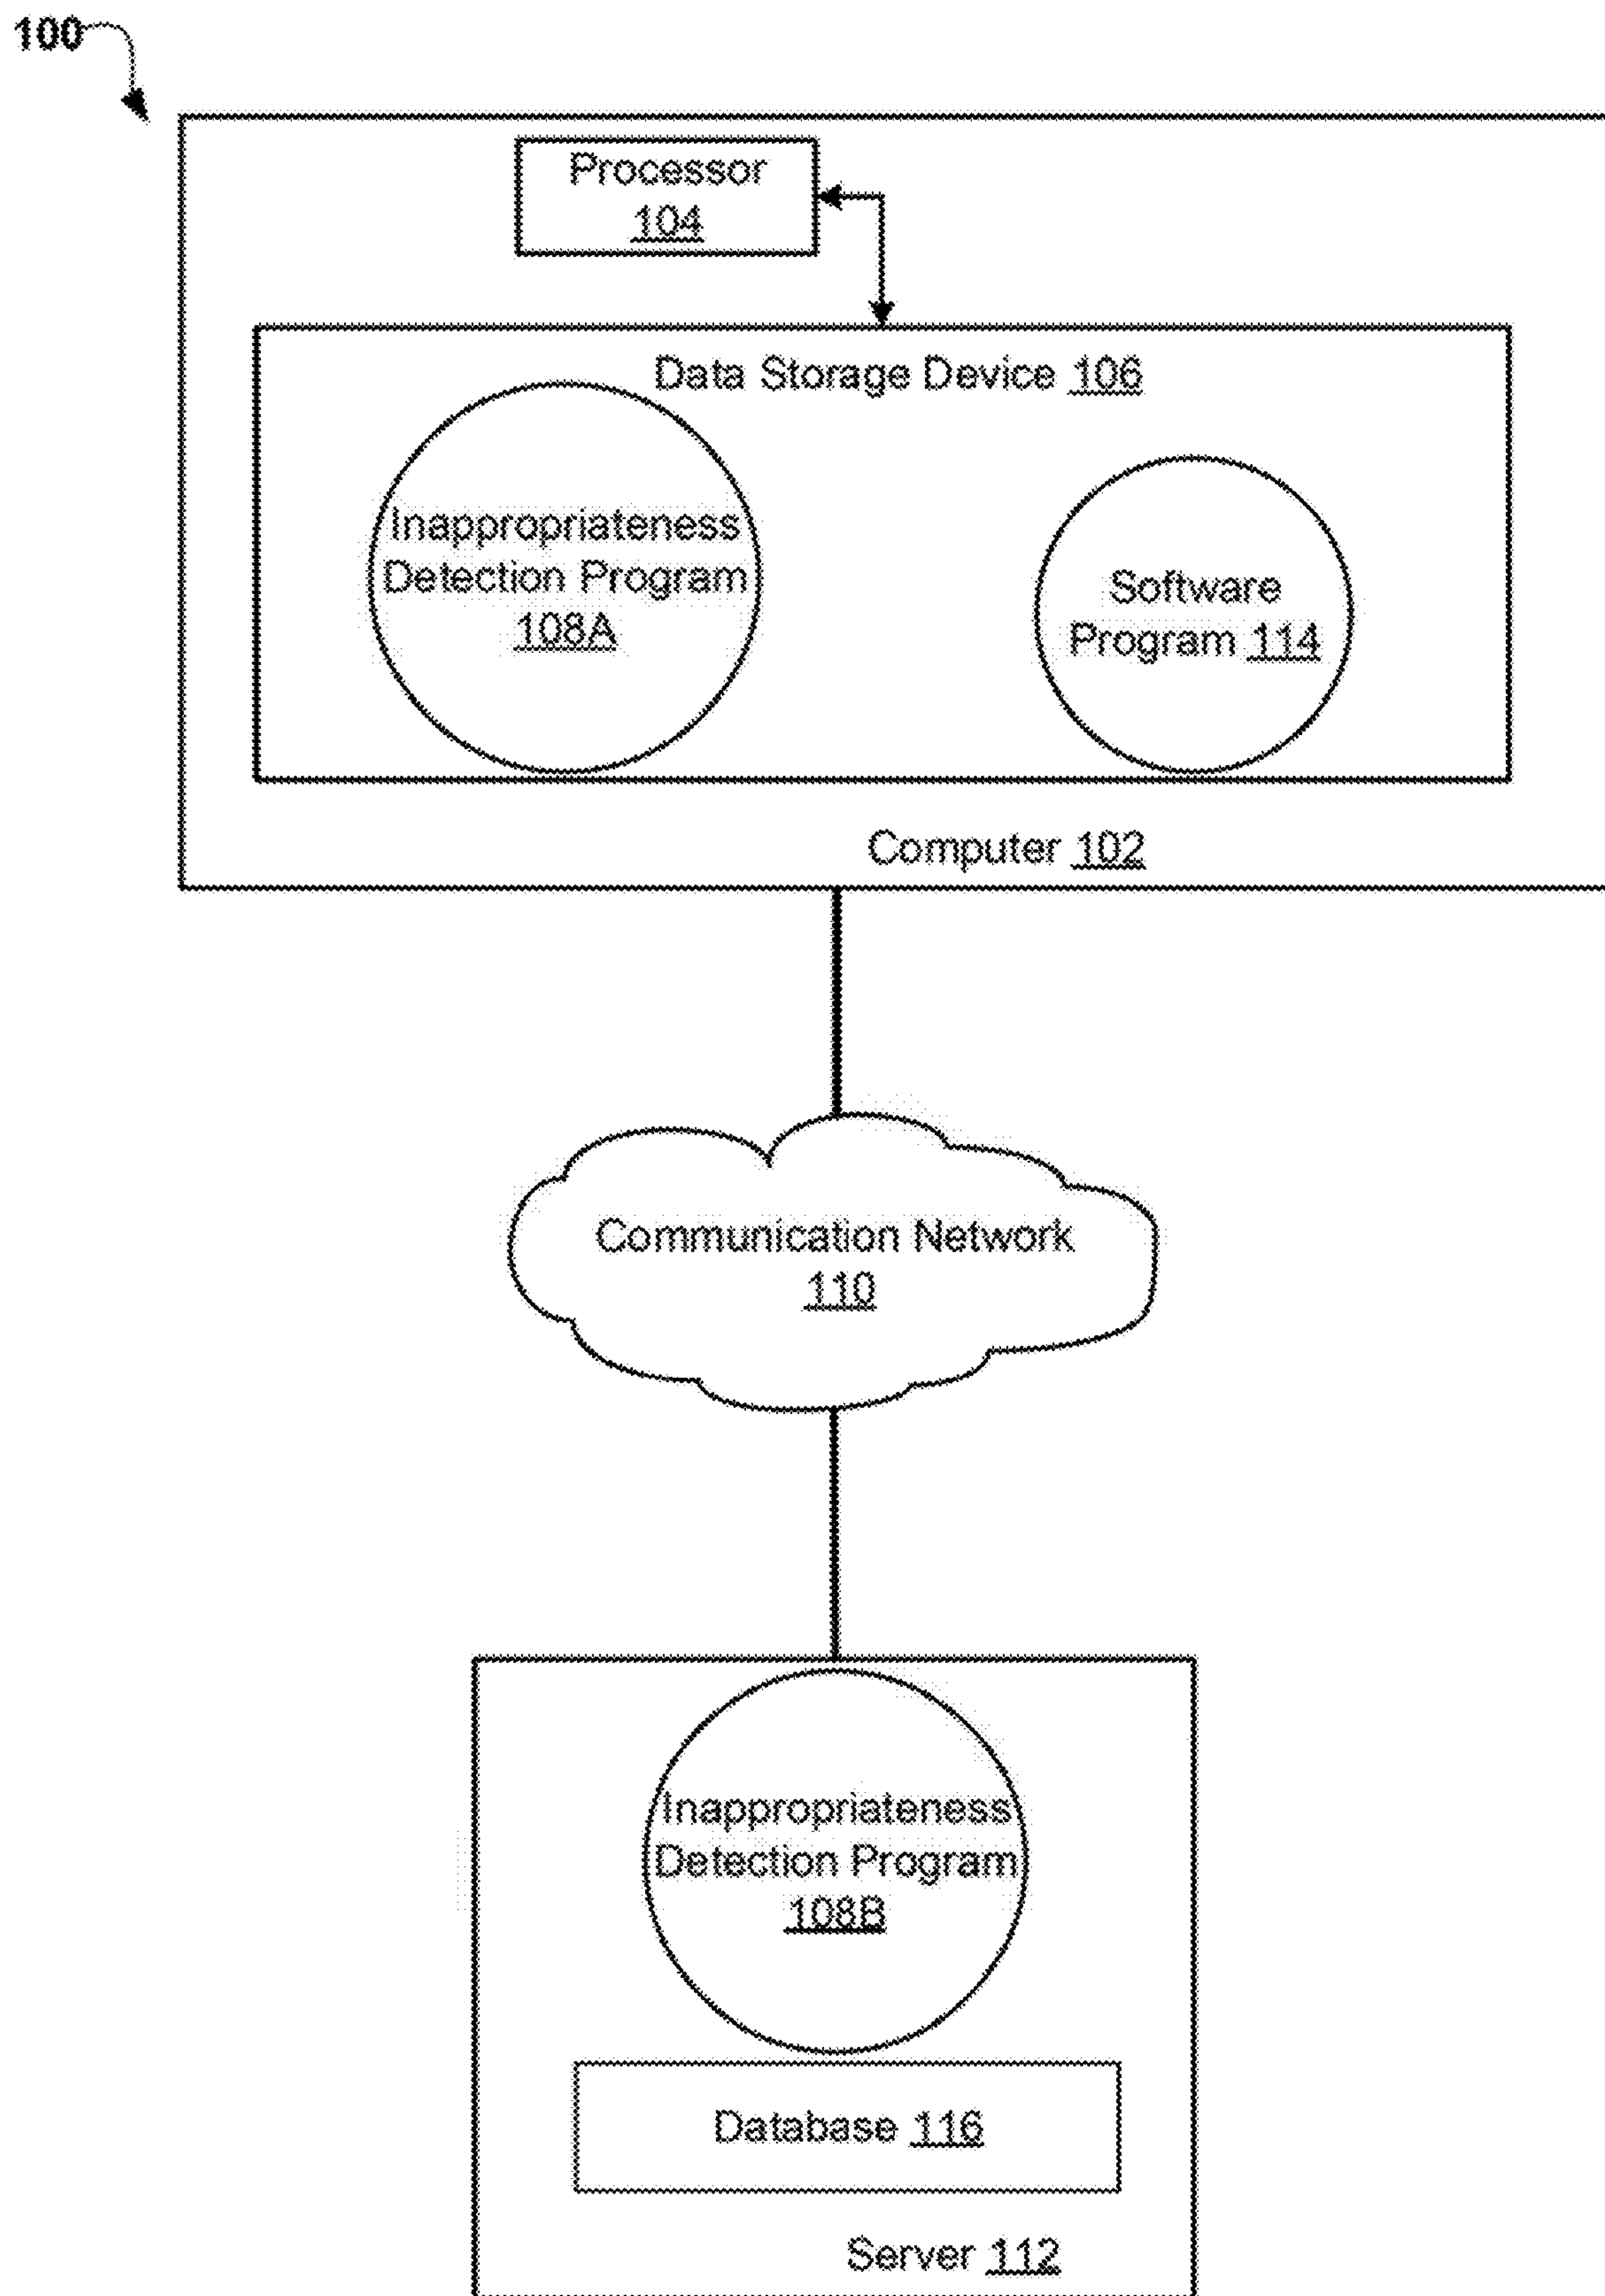 100
Processor
104
Data Storage Device 106
Inappropriateness
Detection Program
108A
Software
Program 114
Computer 102
Communication Network
110
Inappropriateness
Detection Program
108B
Database 116
Server 112